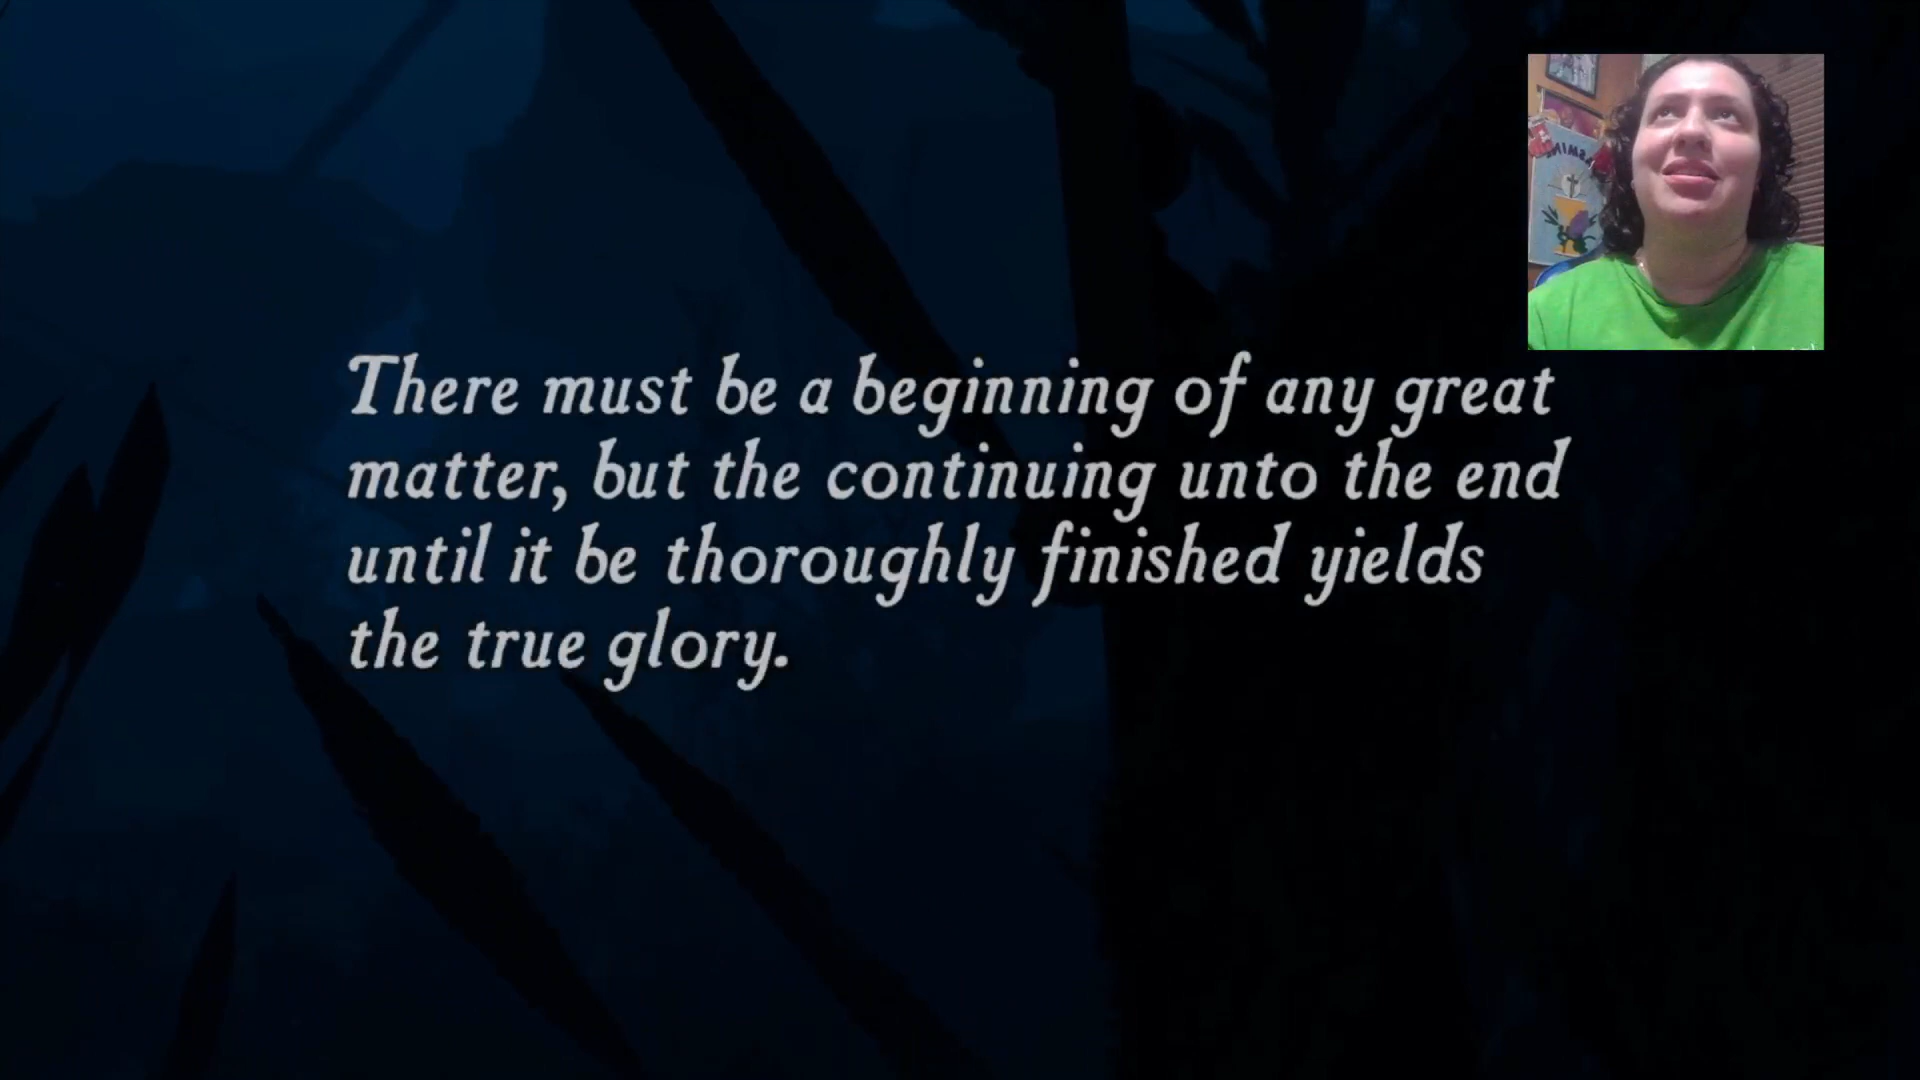 There must be a beginning of any great
matter, but the continuing unto the end
until it be thoroughly finished yields
the true glory.